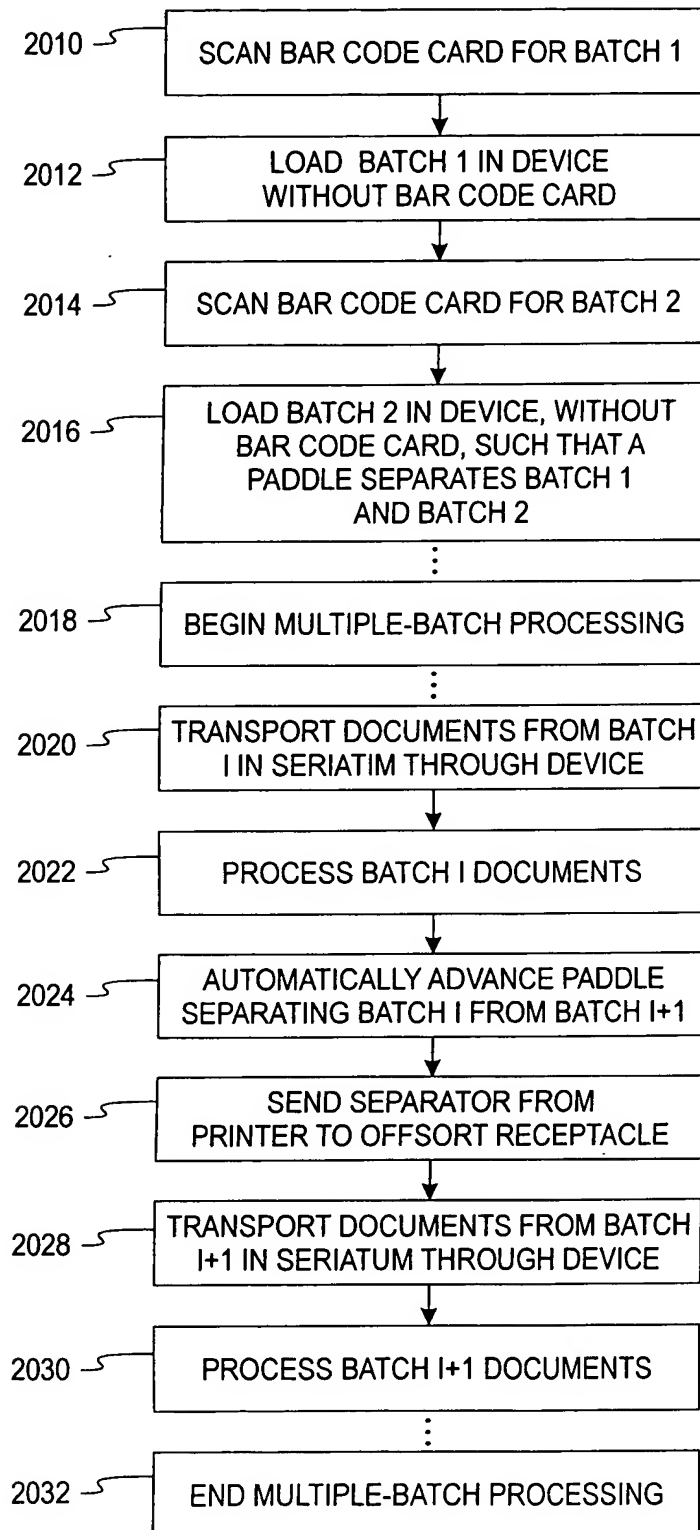 2010
SCAN BAR CODE CARD FOR BATCH 1
2012
LOAD BATCH 1 IN DEVICE
WITHOUT BAR CODE CARD
2014
SCAN BAR CODE CARD FOR BATCH 2
2016
LOAD BATCH 2 IN DEVICE, WITHOUT
BAR CODE CARD, SUCH THAT A
PADDLE SEPARATES BATCH 1
AND BATCH 2
2018
BEGIN MULTIPLE-BATCH PROCESSING
2020
TRANSPORT DOCUMENTS FROM BATCH
I IN SERIATIM THROUGH DEVICE
2022
PROCESS BATCH I DOCUMENTS
2024
AUTOMATICALLY ADVANCE PADDLE
SEPARATING BATCH I FROM BATCH I+1
2026
SEND SEPARATOR FROM
PRINTER TO OFFSORT RECEPTACLE
2028
TRANSPORT DOCUMENTS FROM BATCH
I+1 IN SERIATUM THROUGH DEVICE
2030
PROCESS BATCH I+1 DOCUMENTS
2032
END MULTIPLE-BATCH PROCESSING